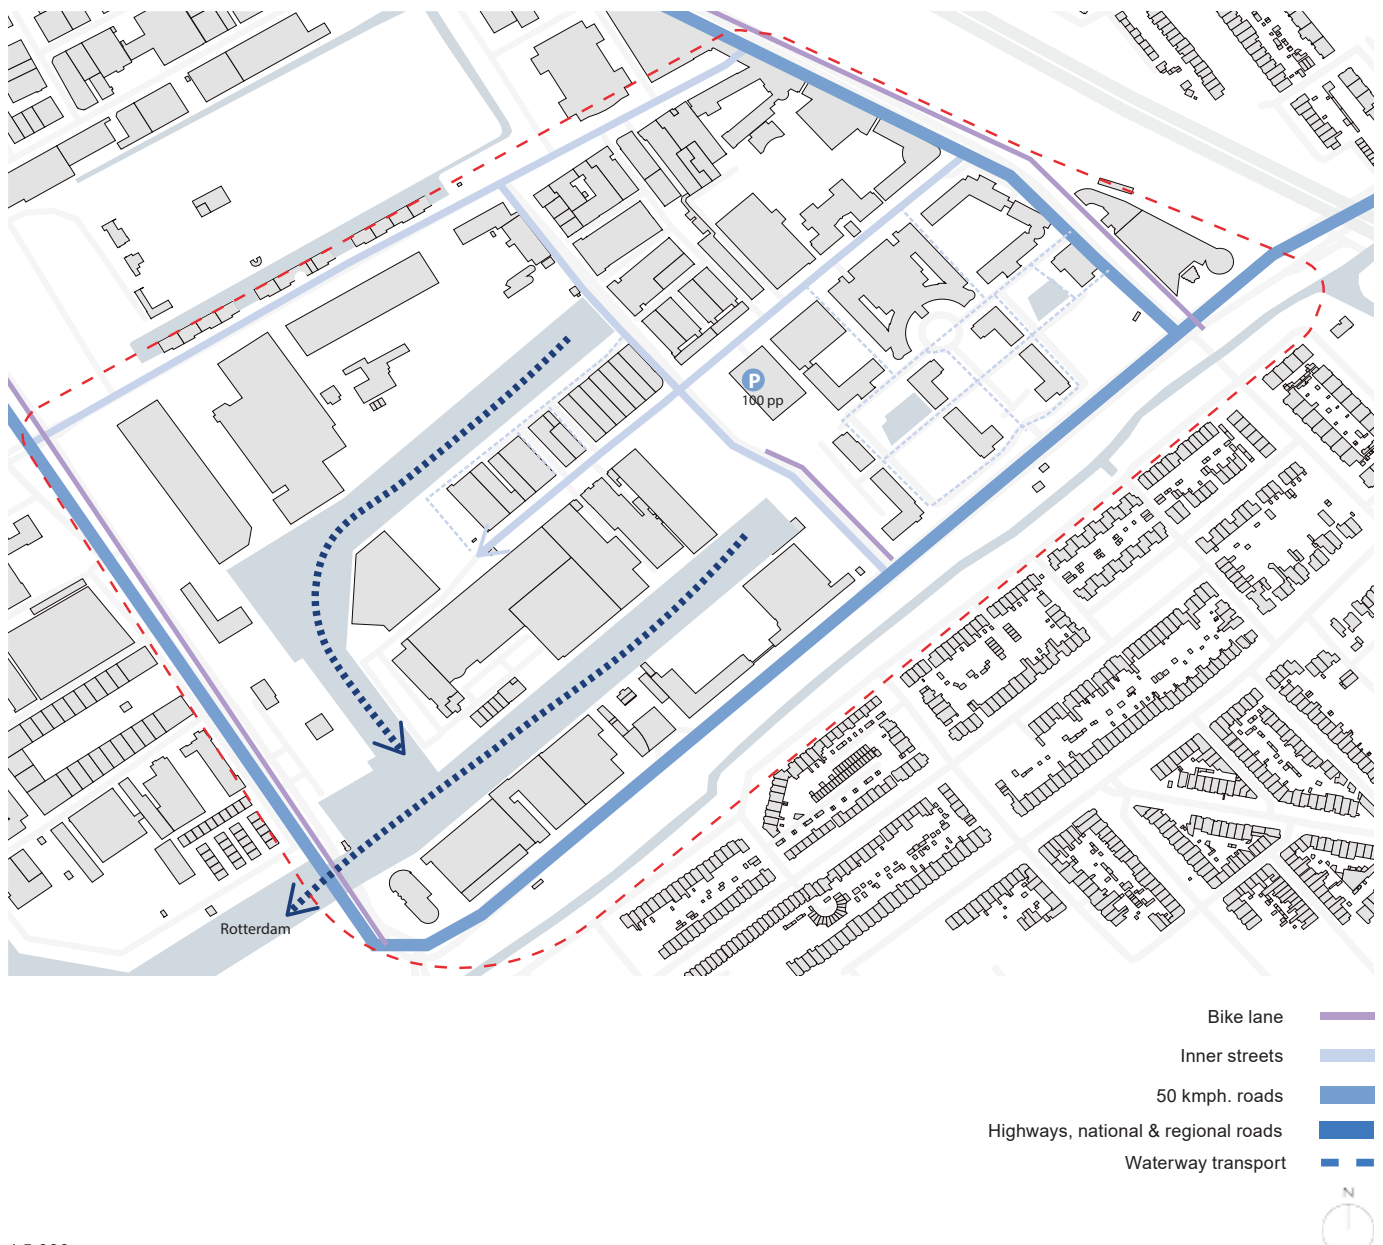 P
100 pp
Rotterdam
Bike lane
Inner streets
50 kmph. roads
Highways, national & regional roads
Waterway transport
N